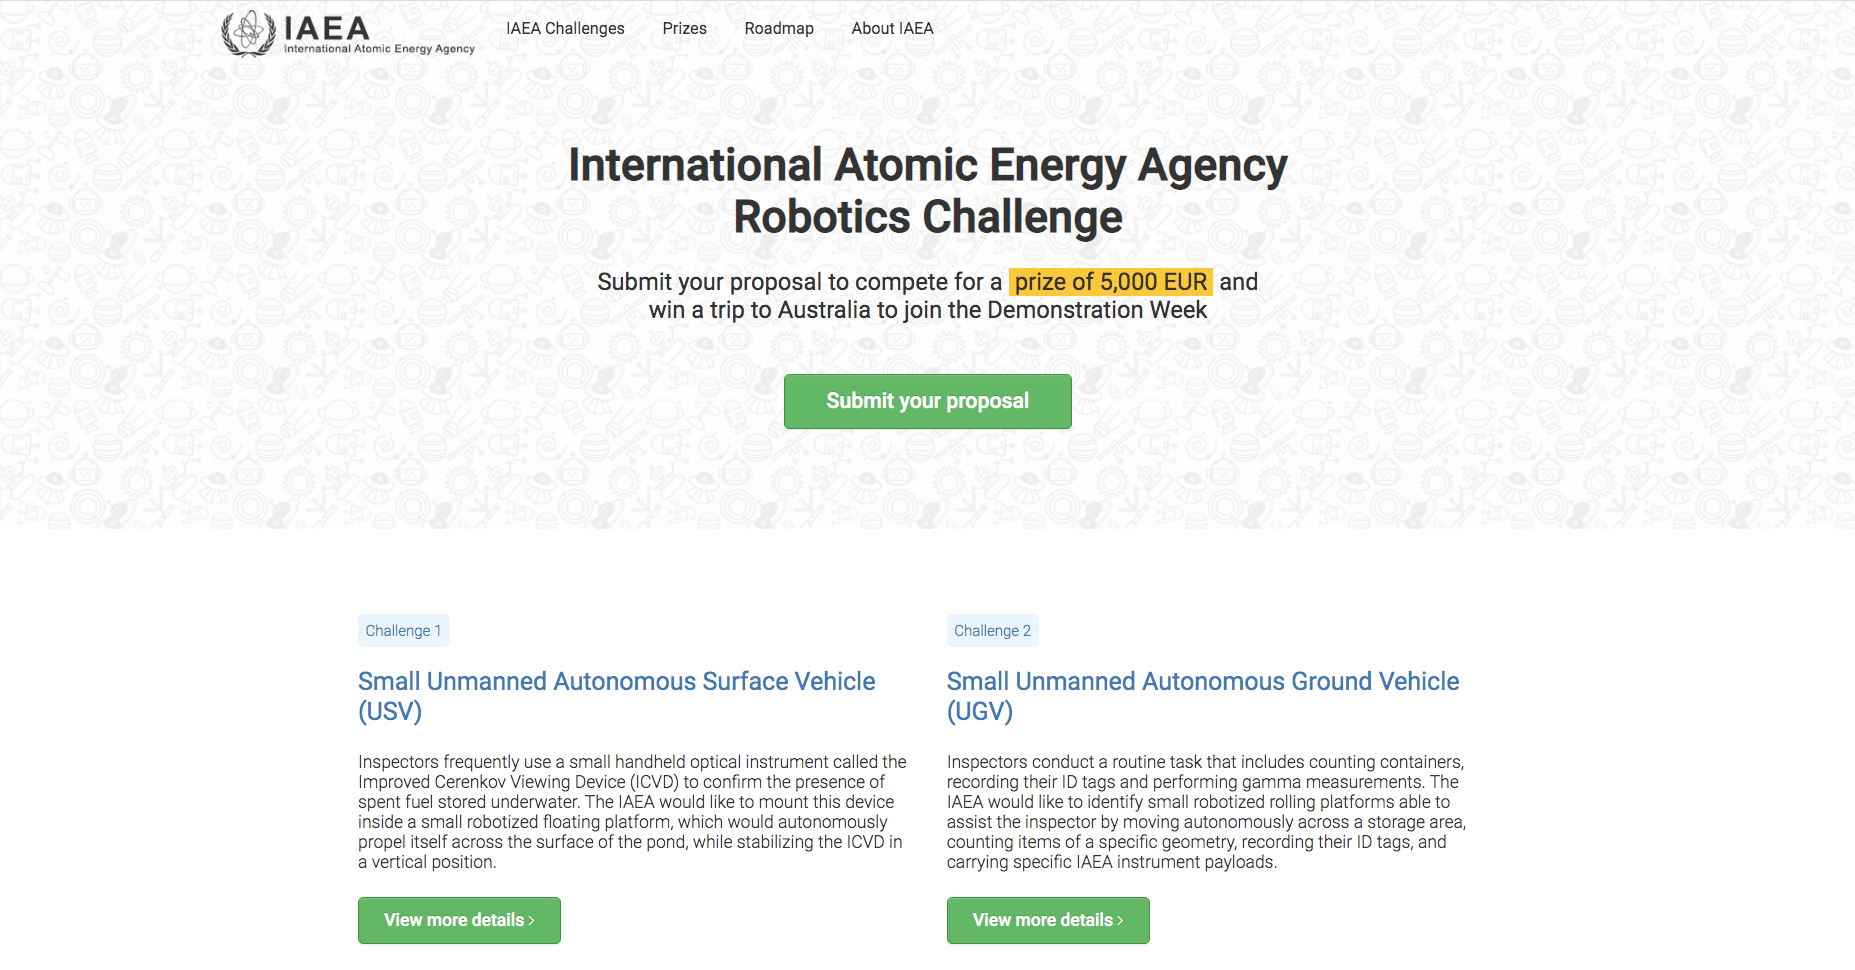 IAEA
International Atomic Energy Agency
IAEA Challenges
Prizes
Roadmap
About IAEA
International Atomic Energy Agency
Robotics Challenge
Submit your proposal to compete for a prize of 5,000 EUR and
win a trip to Australia to join the Demonstration Week
Submit your proposal
Challenge 1
Small Unmanned Autonomous Surface Vehicle
(USV)
Inspectors frequently use a small handheld optical instrument called the
Improved Cerenkov Viewing Device (ICVD) to confirm the presence of
spent fuel stored underwater. The IAEA would like to mount this device
inside a small robotized floating platform, which would autonomously
propel itself across the surface of the pond, while stabilizing the ICVD in
a vertical position.
View more details ›
Challenge 2
Small Unmanned Autonomous Ground Vehicle
(UGV)
Inspectors conduct a routine task that includes counting containers,
recording their ID tags and performing gamma measurements. The
IAEA would like to identify small robotized rolling platforms able to
assist the inspector by moving autonomously across a storage area,
counting items of a specific geometry, recording their ID tags, and
carrying specific IAEA instrument payloads.
View more details ›